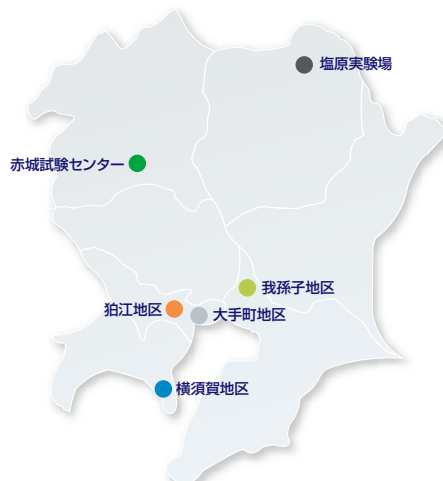 塩原実験場
赤城試験センター
我孫子地区
狛江地区
大手町地区
横須賀地区